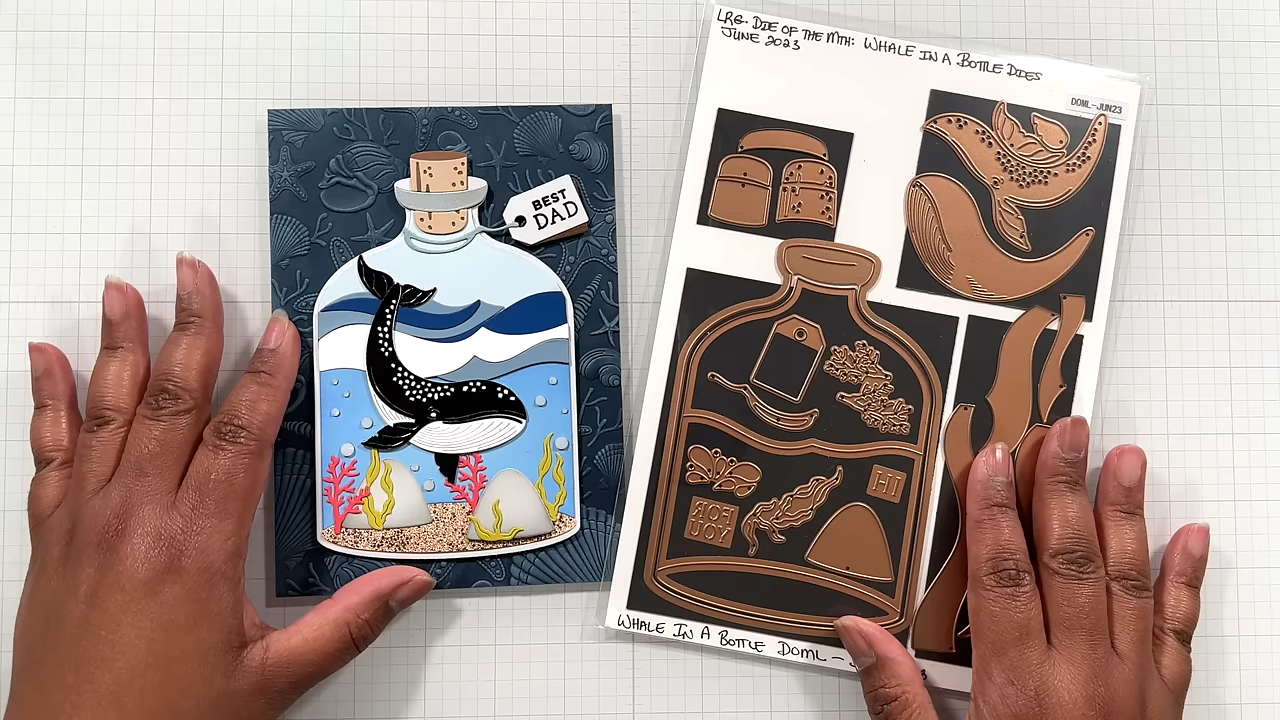 LRG. DIE OF THE MTH: WHALE IN A BOTTLE DIES
JUNE 2023
DOML-JUN23
BEST
DAD
HI
FOR
YOU
WHALE IN A BOTTLE DOML -